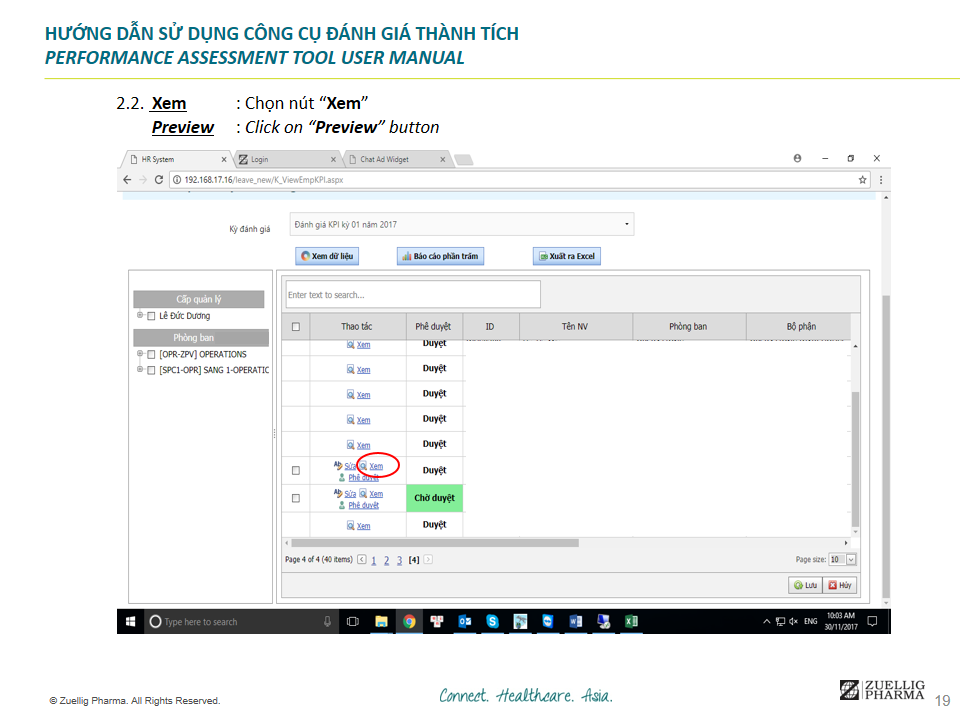 HƯỚNG DẪN SỬ DỤNG CÔNG CỤ ĐÁNH GIÁ THÀNH TÍCH
PERFORMANCE ASSESSMENT TOOL USER MANUAL
2.2. Xem : Chọn nút “Xem”
Preview : Click on “Preview” button
HR System
Login
Chat Ad Widget
192.168.17.16/leave_new/K_ViewEmpKPI.aspx
Kỳ đánh giá
Đánh giá KPI kỳ 01 năm 2017
Xem dữ liệu
Báo cáo phần trăm
Xuất ra Excel
Cấp quản lý
Lê Đức Dương
Phòng ban
[OPR-ZPV] OPERATIONS
[SPC1-OPR] SANG 1-OPERATIC
Enter text to search...
Thao tác Phê duyệt ID Tên NV Phòng ban Bộ phận
Xem Duyệt
Xem Duyệt
Xem Duyệt
Xem Duyệt
Xem Duyệt
Sửa Xem Duyệt
Phê duyệt
Sửa Xem Chờ duyệt
Phê duyệt
Xem Duyệt
Page 4 of 4 (40 items) 1 2 3 [4]
Page size: 10
Lưu Hủy
Type here to search
ENG
10:03 AM
30/11/2017
© Zuellig Pharma. All Rights Reserved.
Connect. Healthcare. Asia.
ZUELLIG
PHARMA
19